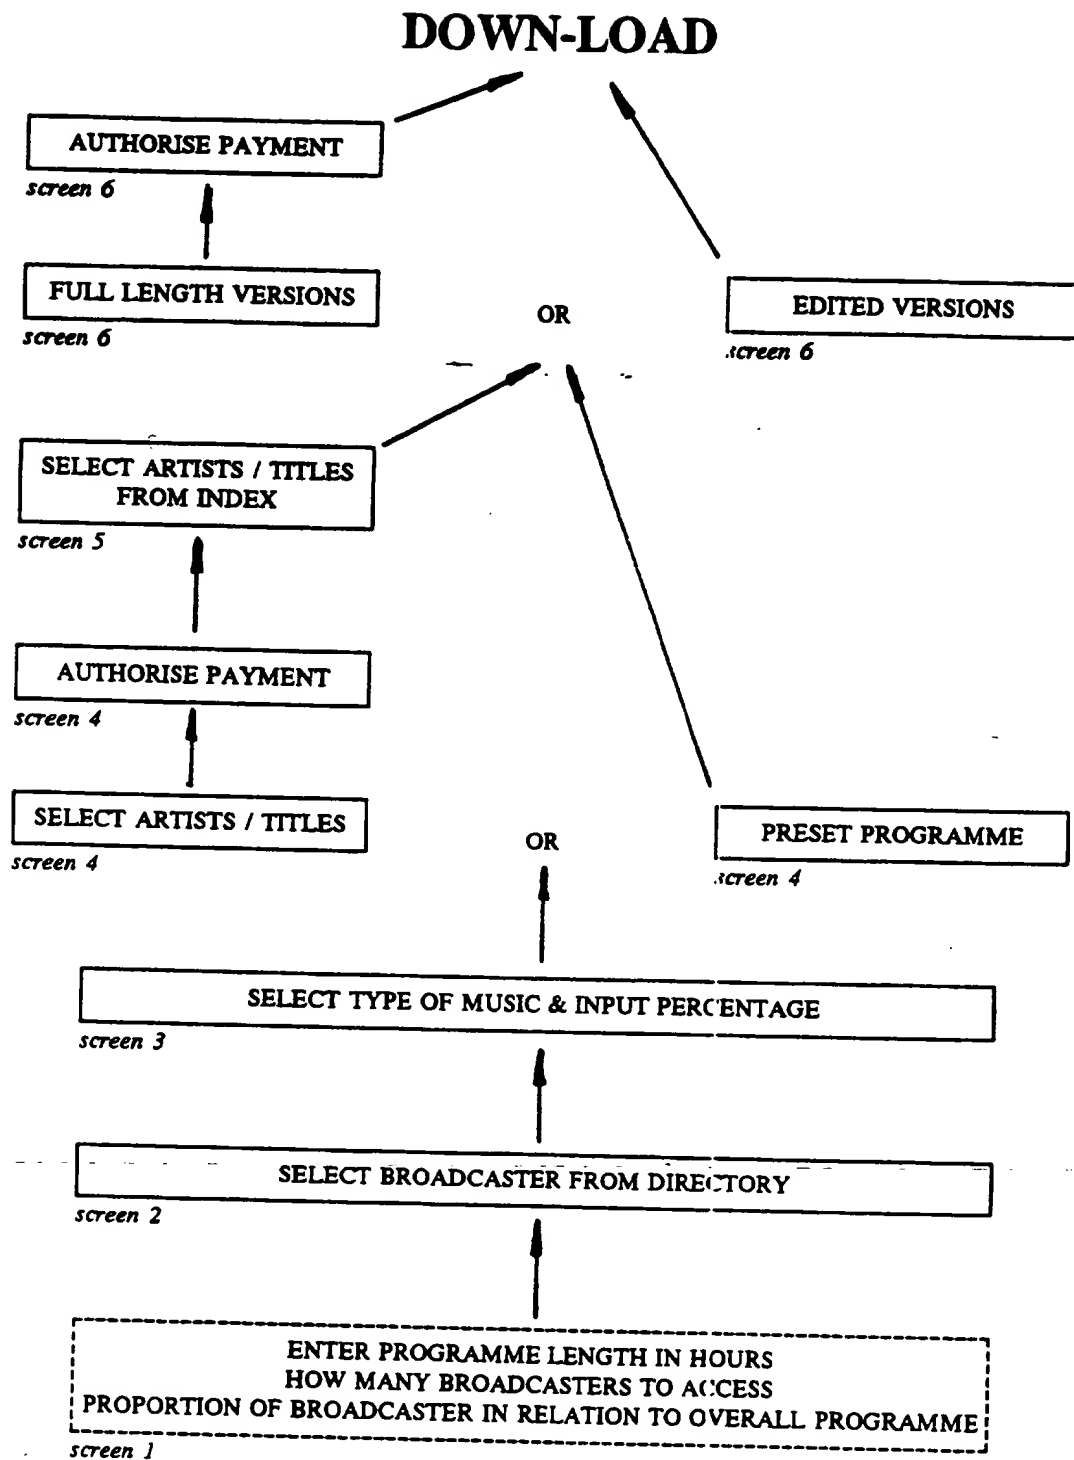 DOWN-LOAD
AUTHORISE PAYMENT
screen 6
FULL LENGTH VERSIONS
screen 6
OR
EDITED VERSIONS
screen 6
SELECT ARTISTS / TITLES
FROM INDEX
screen 5
AUTHORISE PAYMENT
screen 4
SELECT ARTISTS / TITLES
screen 4
OR
PRESET PROGRAMME
screen 4
SELECT TYPE OF MUSIC & INPUT PERCENTAGE
screen 3
SELECT BROADCASTER FROM DIRECTORY
screen 2
ENTER PROGRAMME LENGTH IN HOURS
HOW MANY BROADCASTERS TO ACCESS
PROPORTION OF BROADCASTER IN RELATION TO OVERALL PROGRAMME
screen 1